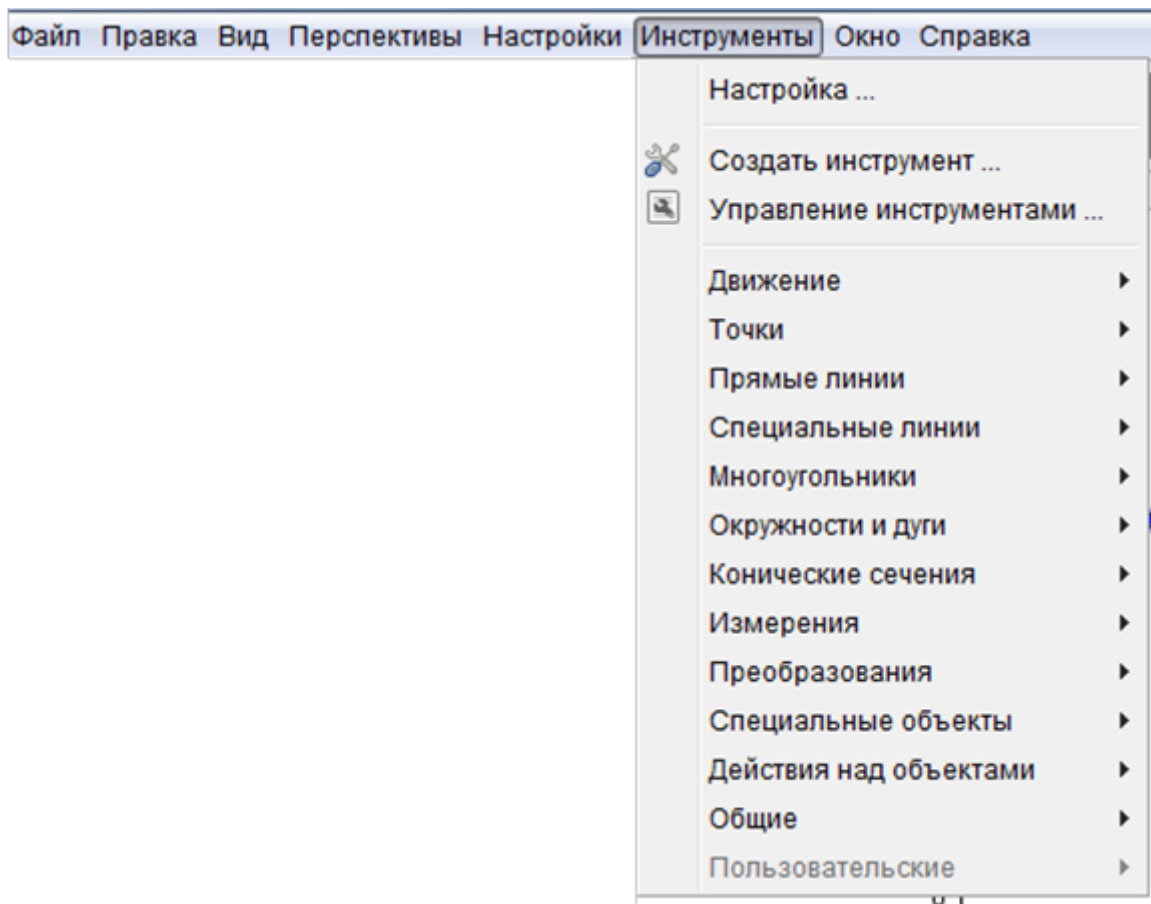 Файл Правка Вид Перспективы Настройки Инструменты Окно Справка
Настройка ...
Создать инструмент ...
Управление инструментами ...
Движение
Точки
Прямые линии
Специальные линии
Многоугольники
Окружности и дуги
Конические сечения
Измерения
Преобразования
Специальные объекты
Действия над объектами
Общие
Пользовательские